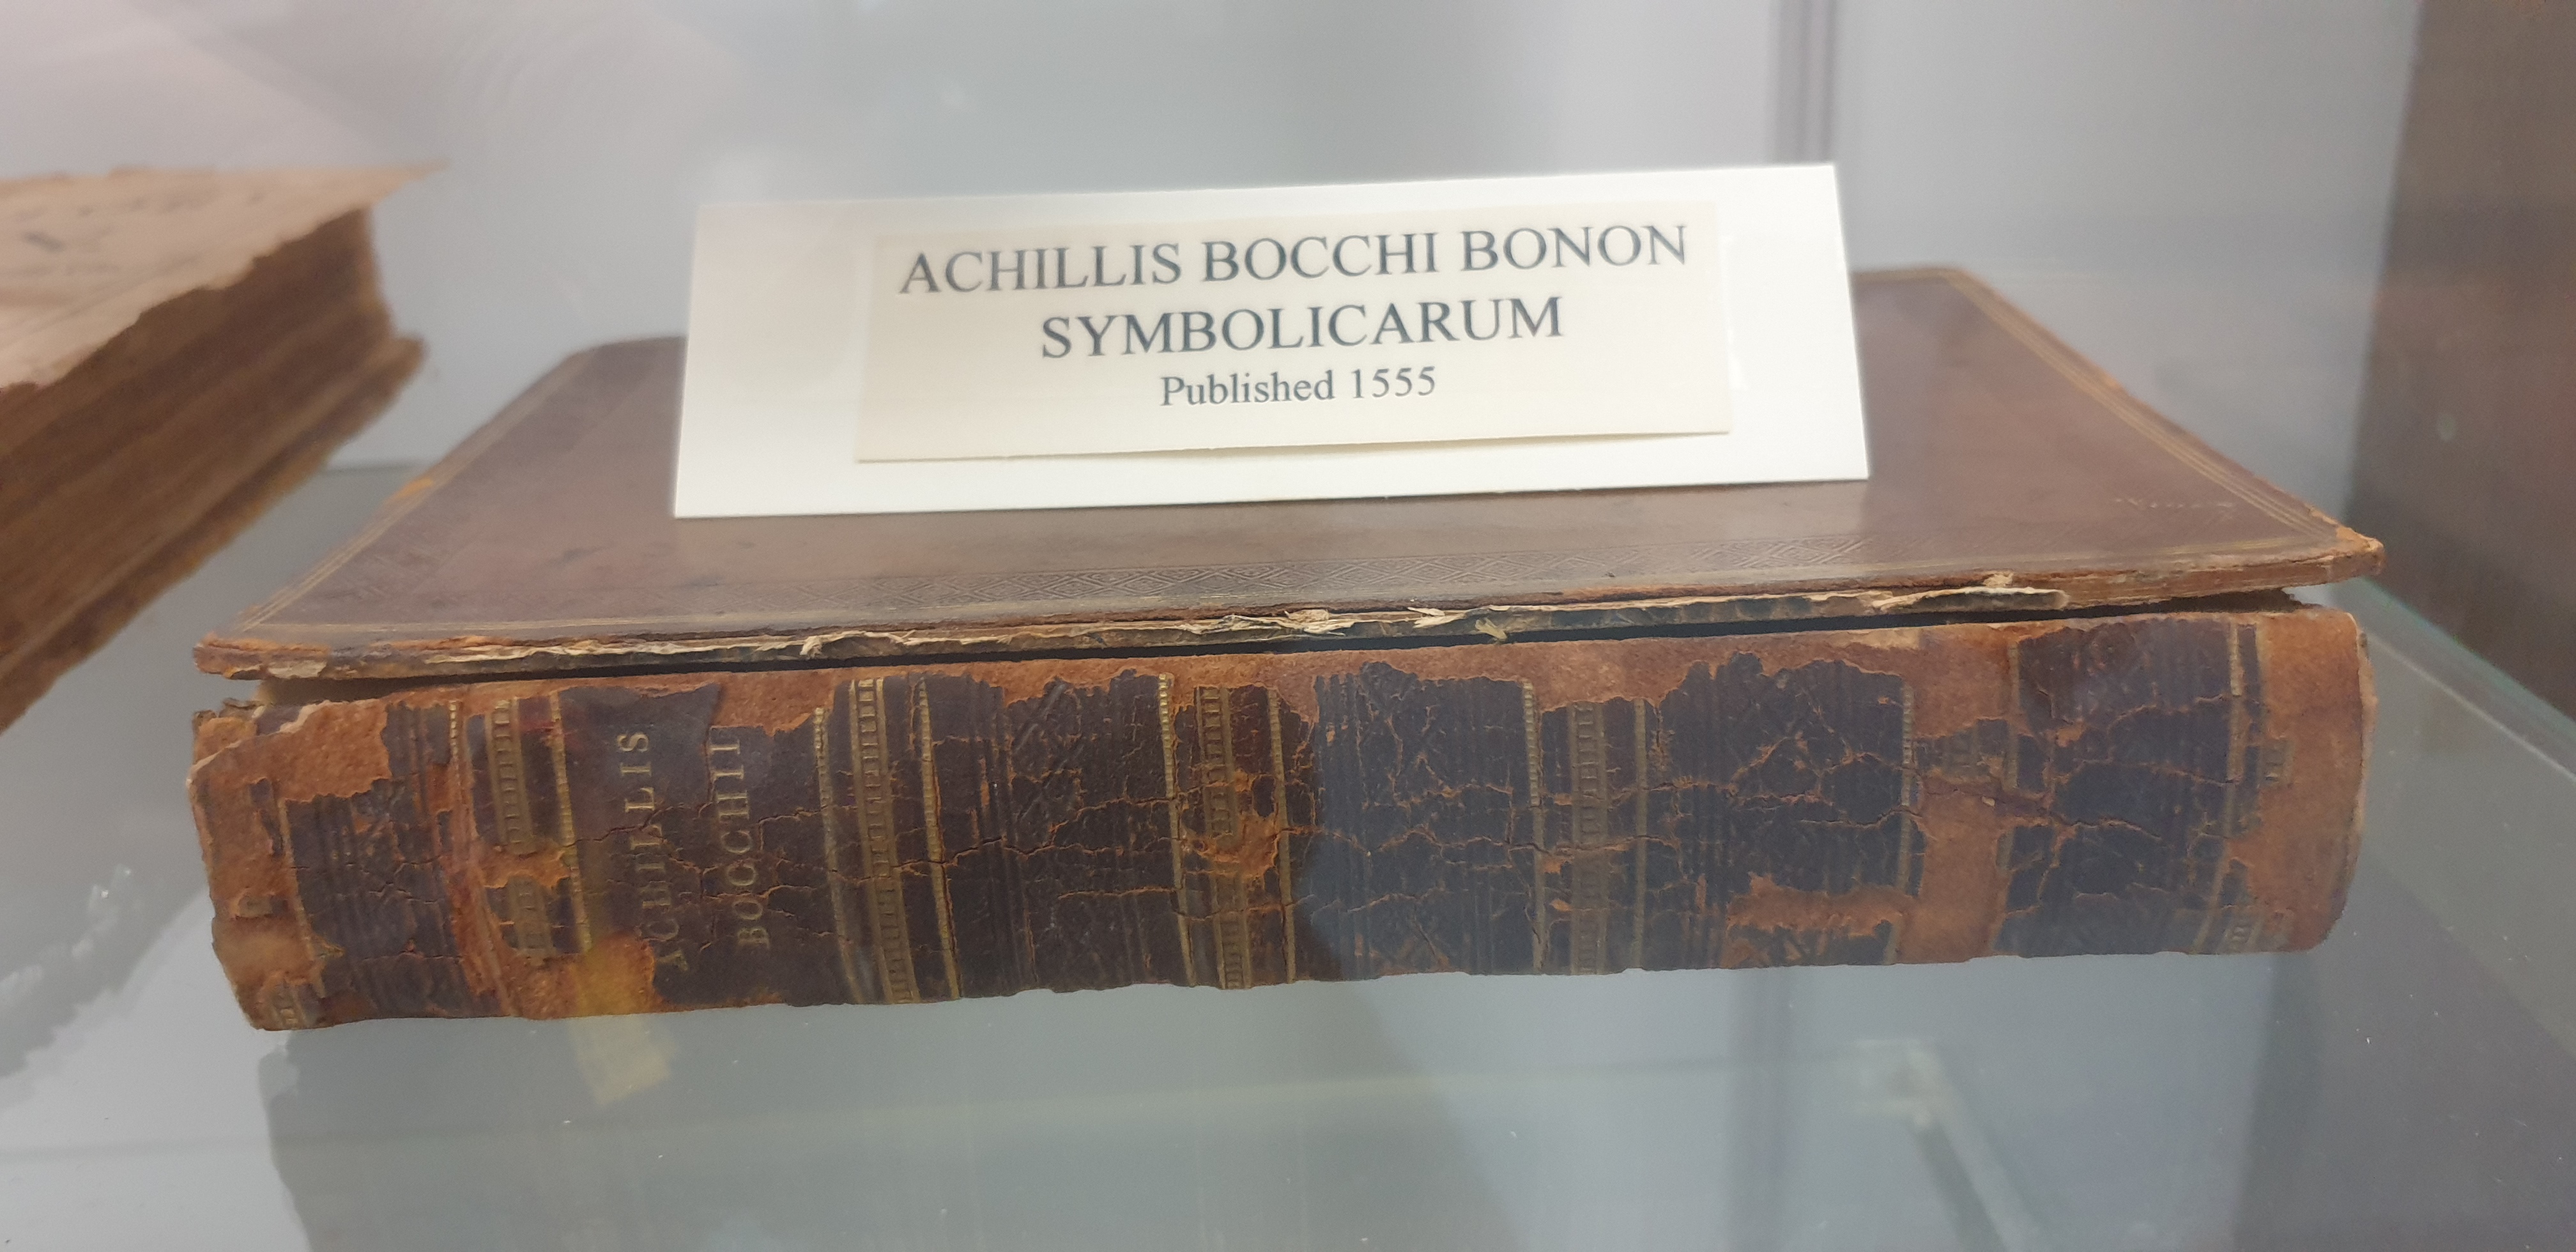 ACHILLIS BOCCHI BONON
SYMBOLICARUM
Published 1555
ACHILLIS
BOCCHII